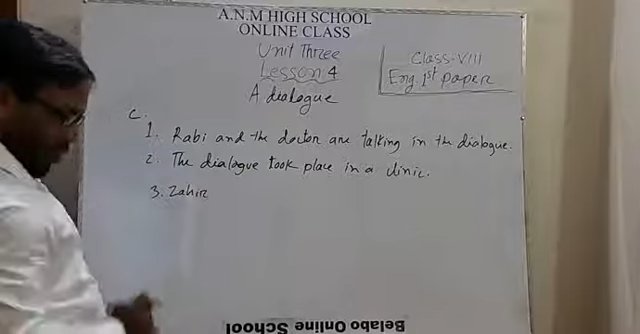 A.N.M HIGH SCHOOL
ONLINE CLASS
Unit Three
Lesson: 4
A dialogue
Class-VIII
Eng. 1st paper
C.
1. Rabi and the doctor are talking in the dialogue.
2. The dialogue took place in a clinic.
3. Zahir
Belabo Online School